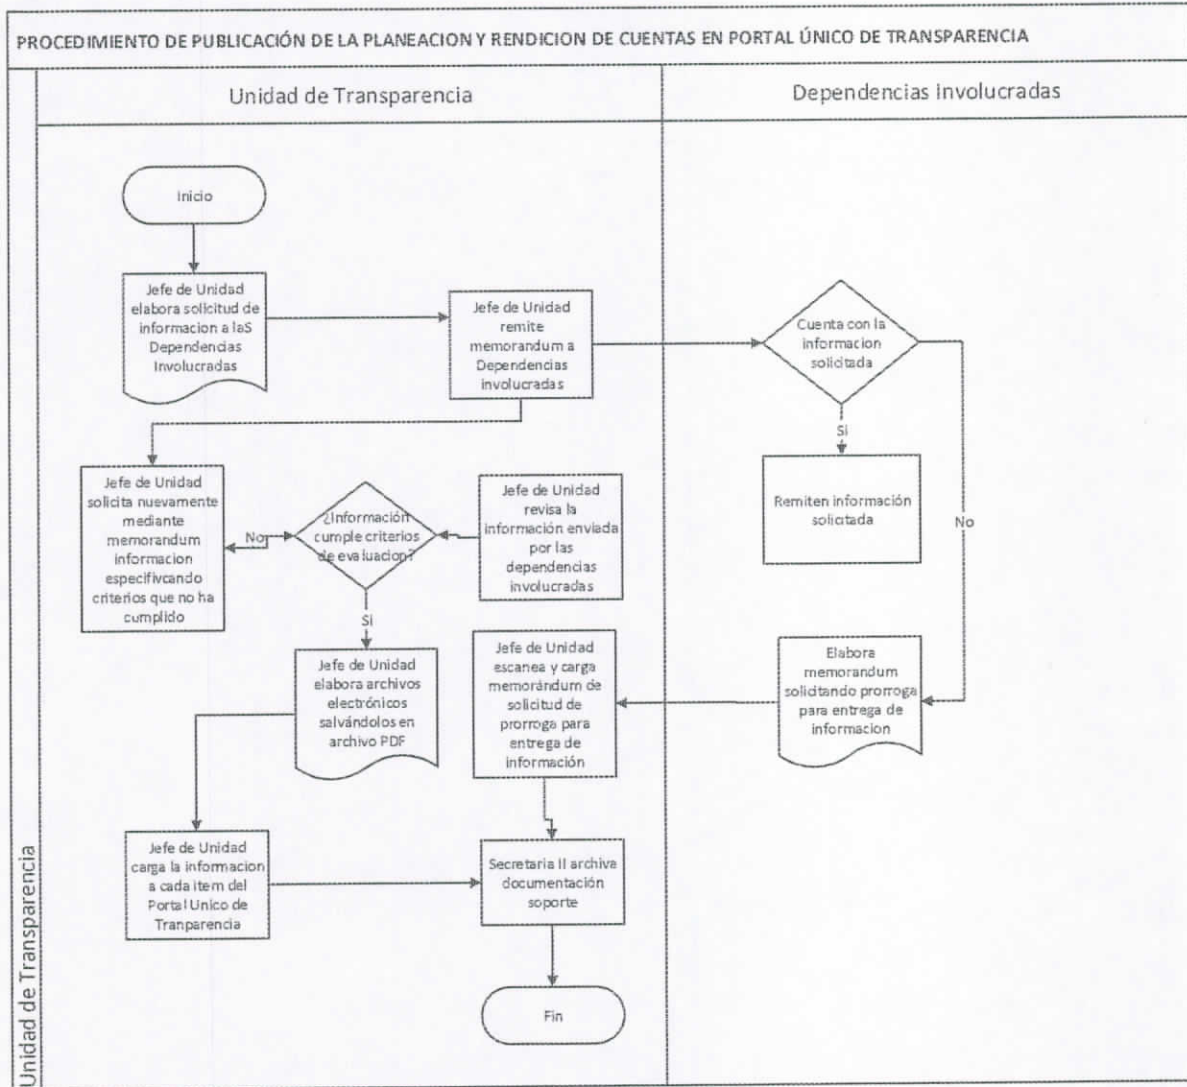 PROCEDIMIENTO DE PUBLICACIÓN DE LA PLANEACION Y RENDICION DE CUENTAS EN PORTAL ÚNICO DE TRANSPARENCIA
Unidad de Transparencia
Dependencias Involucradas
Inicio
Jefe de Unidad
elabora solicitud de
informacion a laS
Dependencias
Involucradas
Jefe de Unidad
remite
memorandum a
Dependencias
involucradas
Cuenta con la
informacion
solicitada
Si
No
Remiten información
solicitada
Jefe de Unidad
solicita nuevamente
mediante
memorandum
informacion
especifivcando
criterios que no ha
cumplido
No
¿Información
cumple criterios
de evaluacion?
Si
Jefe de Unidad
revisa la
información enviada
por las
dependencias
involucradas
Jefe de Unidad
elabora archivos
electrónicos
salvándolos en
archivo PDF
Jefe de Unidad
escanea y carga
memorándum de
solicitud de
prorroga para
entrega de
información
Elabora
memorandum
solicitando prorroga
para entrega de
informacion
Jefe de Unidad
carga la informacion
a cada item del
Portal Unico de
Tranparencia
Secretaria II archiva
documentación
soporte
Fin
Unidad de Transparencia